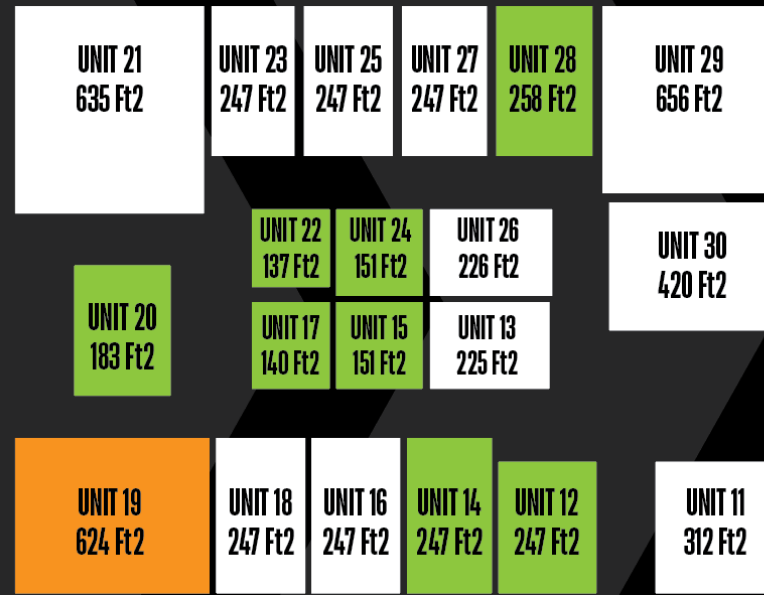 UNIT 21
635 Ft2
UNIT 23
247 Ft2
UNIT 25
247 Ft2
UNIT 27
247 Ft2
UNIT 28
258 Ft2
UNIT 29
656 Ft2
UNIT 22
137 Ft2
UNIT 24
151 Ft2
UNIT 26
226 Ft2
UNIT 30
420 Ft2
UNIT 20
183 Ft2
UNIT 17
140 Ft2
UNIT 15
151 Ft2
UNIT 13
225 Ft2
UNIT 19
624 Ft2
UNIT 18
247 Ft2
UNIT 16
247 Ft2
UNIT 14
247 Ft2
UNIT 12
247 Ft2
UNIT 11
312 Ft2